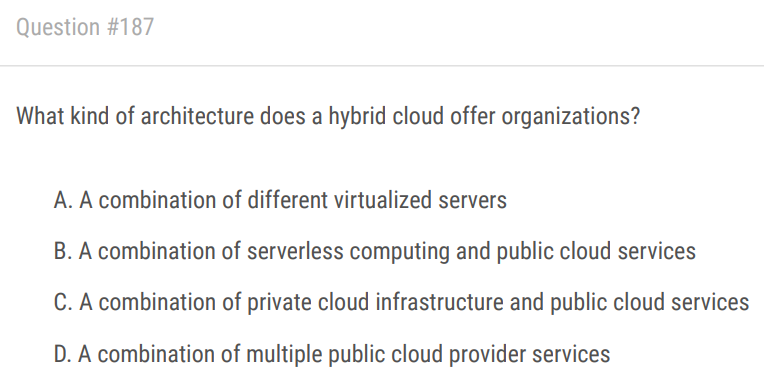 Question #187
What kind of architecture does a hybrid cloud offer organizations?
A. A combination of different virtualized servers
B. A combination of serverless computing and public cloud services
C. A combination of private cloud infrastructure and public cloud services
D. A combination of multiple public cloud provider services